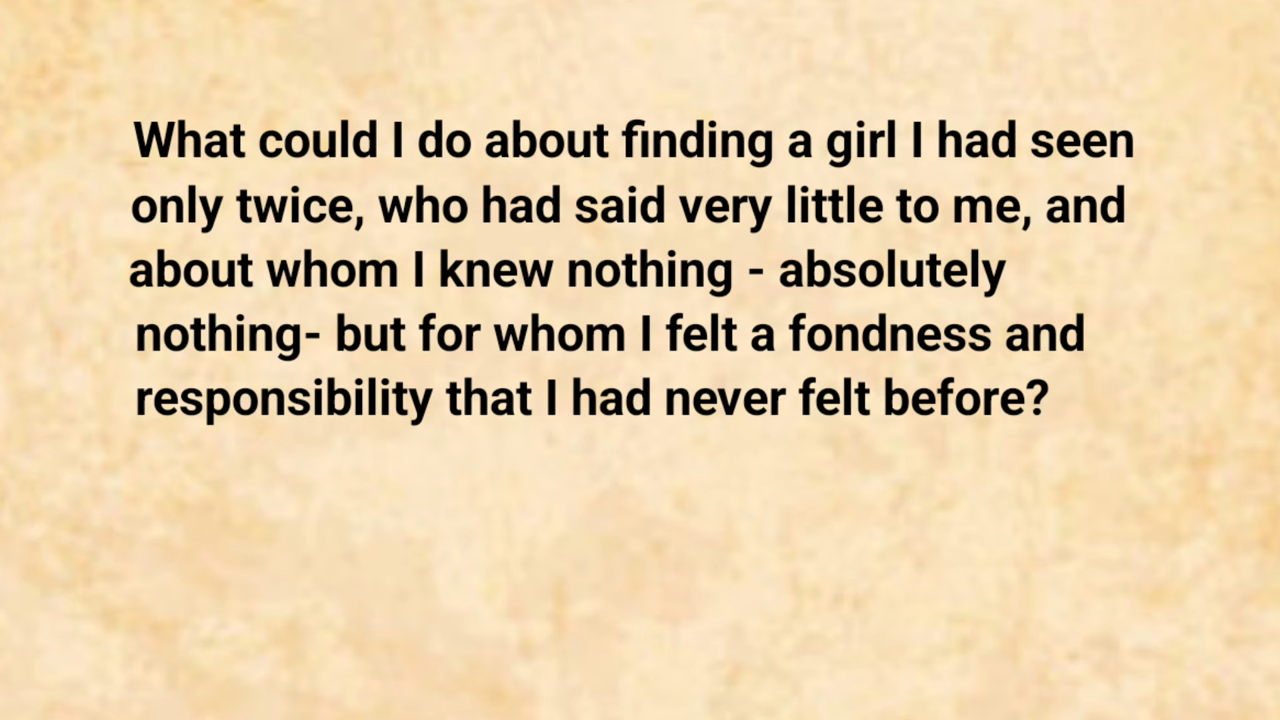 What could I do about finding a girl I had seen
only twice, who had said very little to me, and
about whom I knew nothing - absolutely
nothing- but for whom I felt a fondness and
responsibility that I had never felt before?